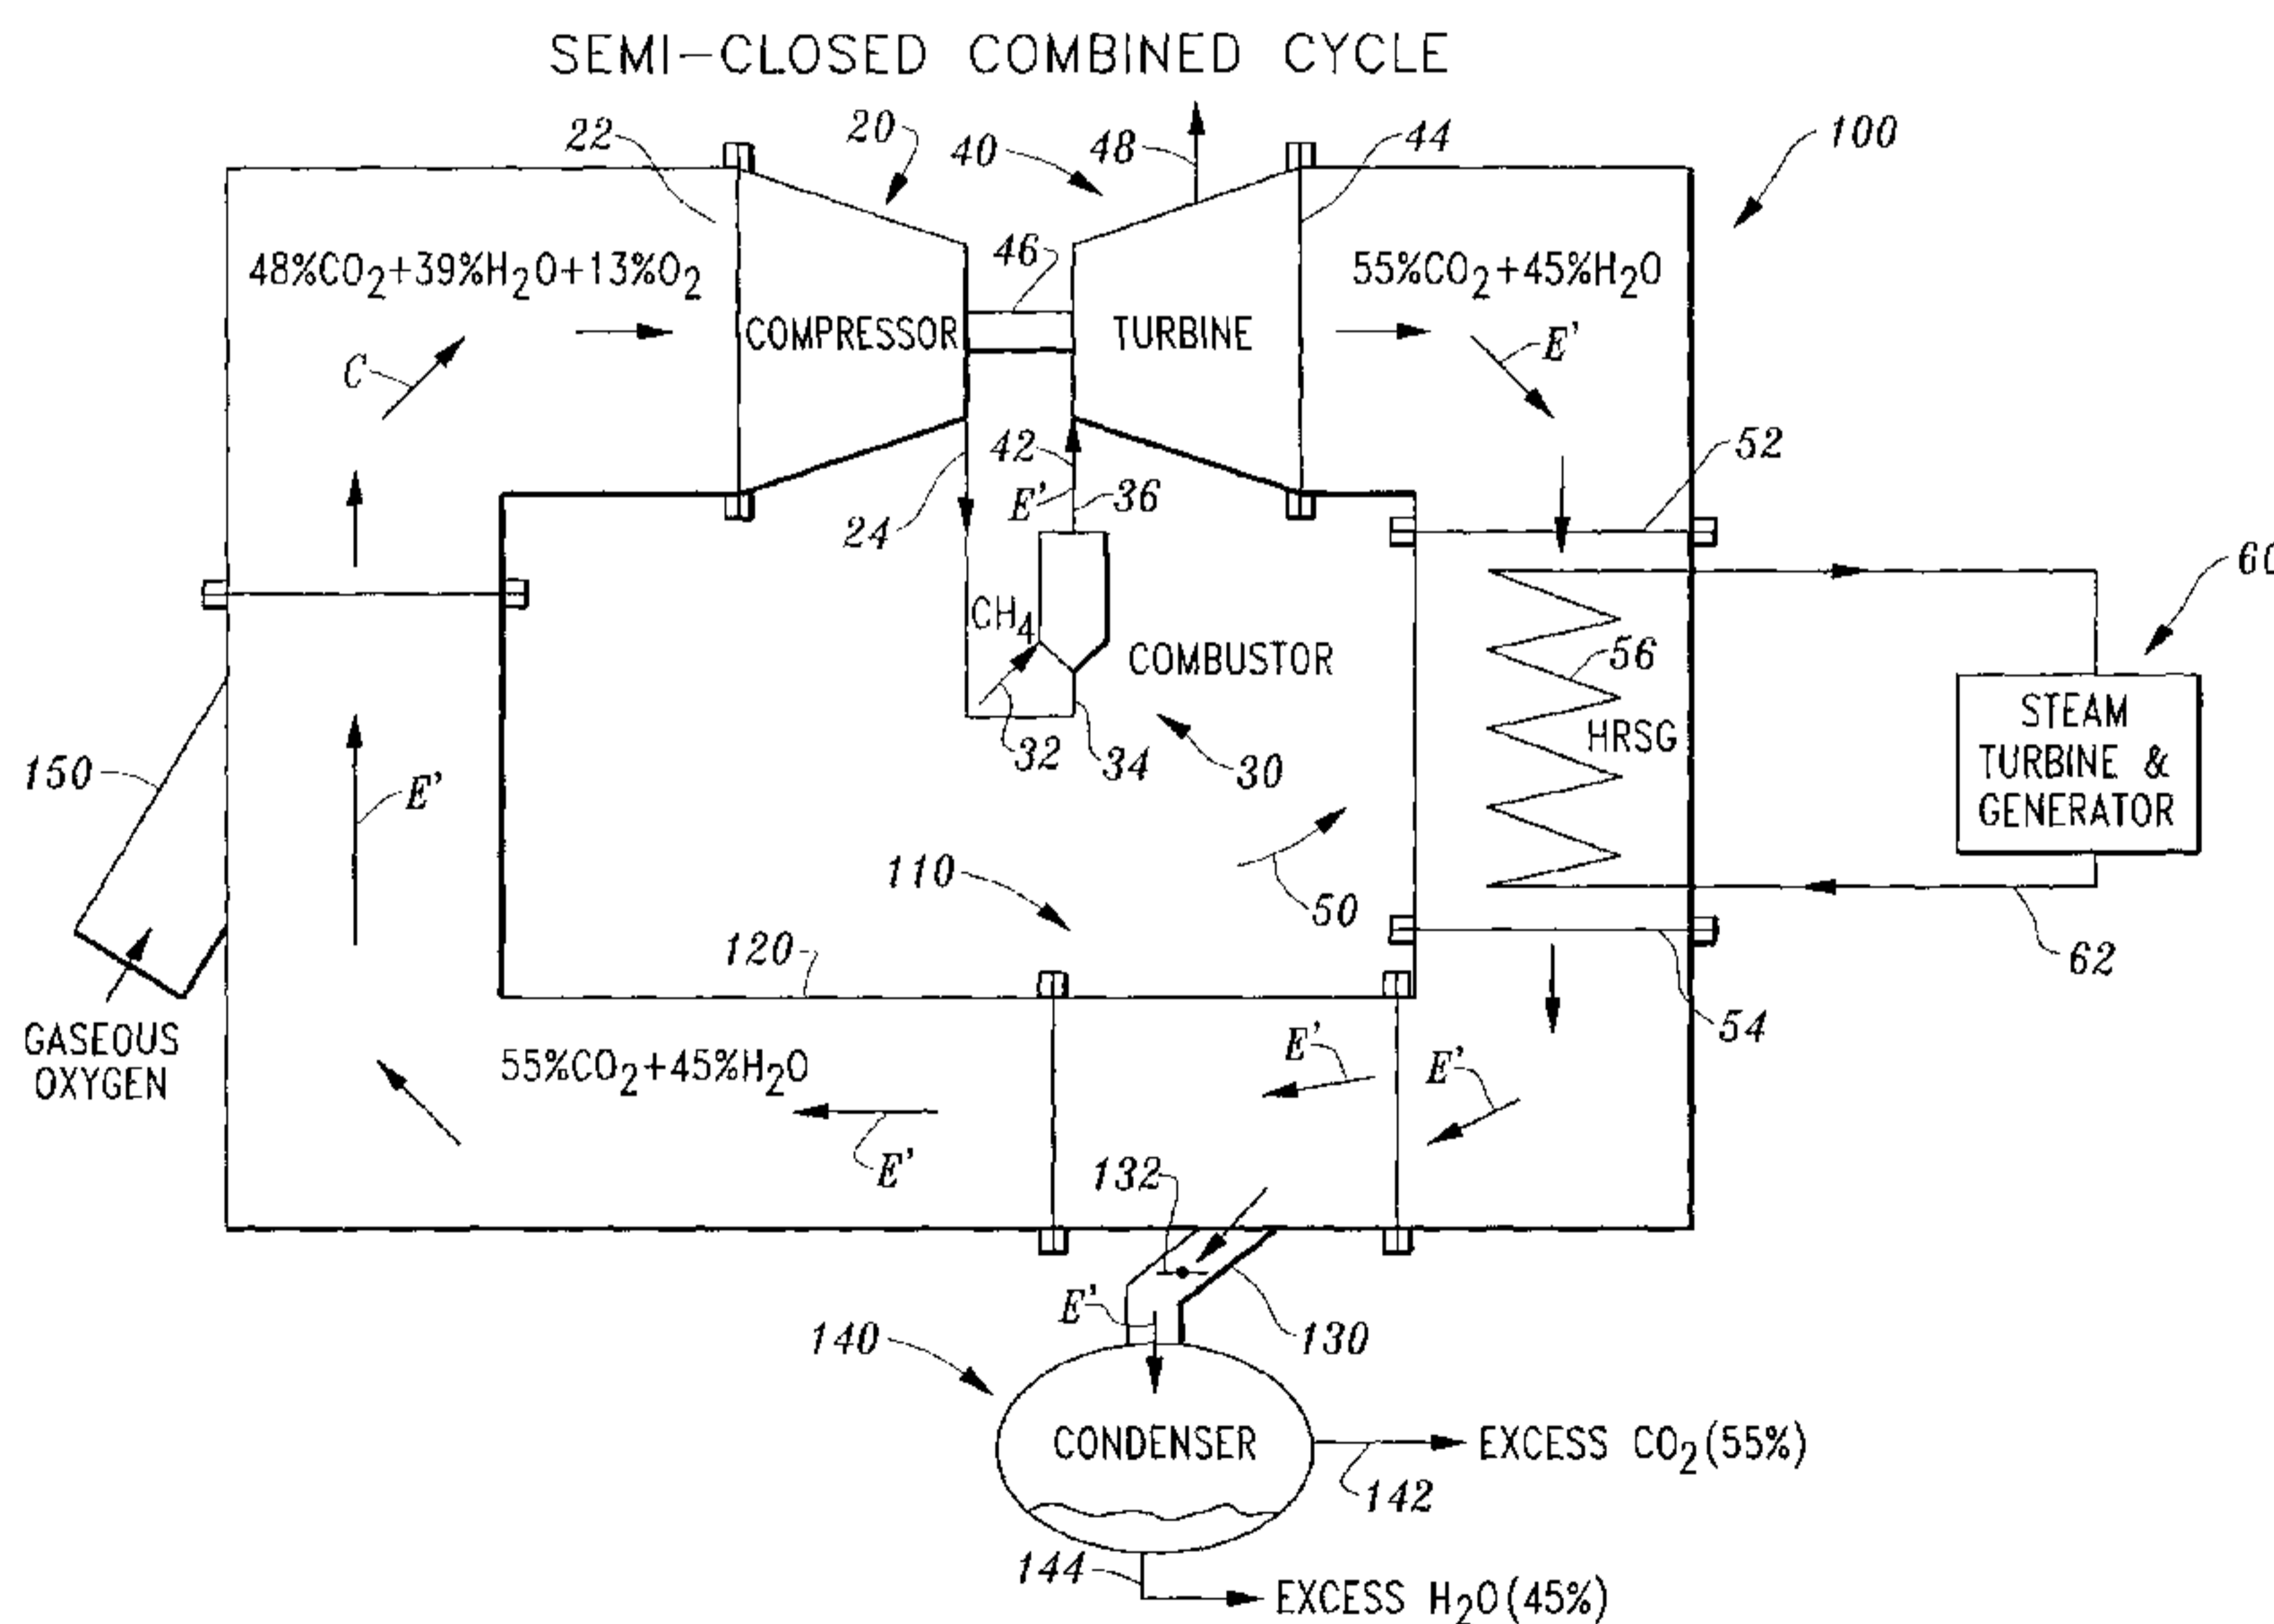 SEMI-CLOSED COMBINED CYCLE
22
20
40
48
44
100
48%CO2+39%H2O+13%O2
46
55%CO2+45%H2O
COMPRESSOR
TURBINE
C
E'
42
52
24
E'
36
60
CH4
COMBUSTOR
56
HRSG
STEAM
TURBINE &
GENERATOR
150
E'
32
34
30
110
50
120
62
54
GASEOUS
OXYGEN
55%CO2+45%H2O
E'
E'
E'
132
E'
140
130
CONDENSER
EXCESS CO2(55%)
142
144
EXCESS H2O(45%)